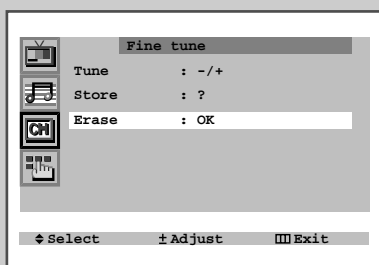 Fine tune
Tune : -/+
Store : ?
Erase : OK
CH
Select ± Adjust Exit